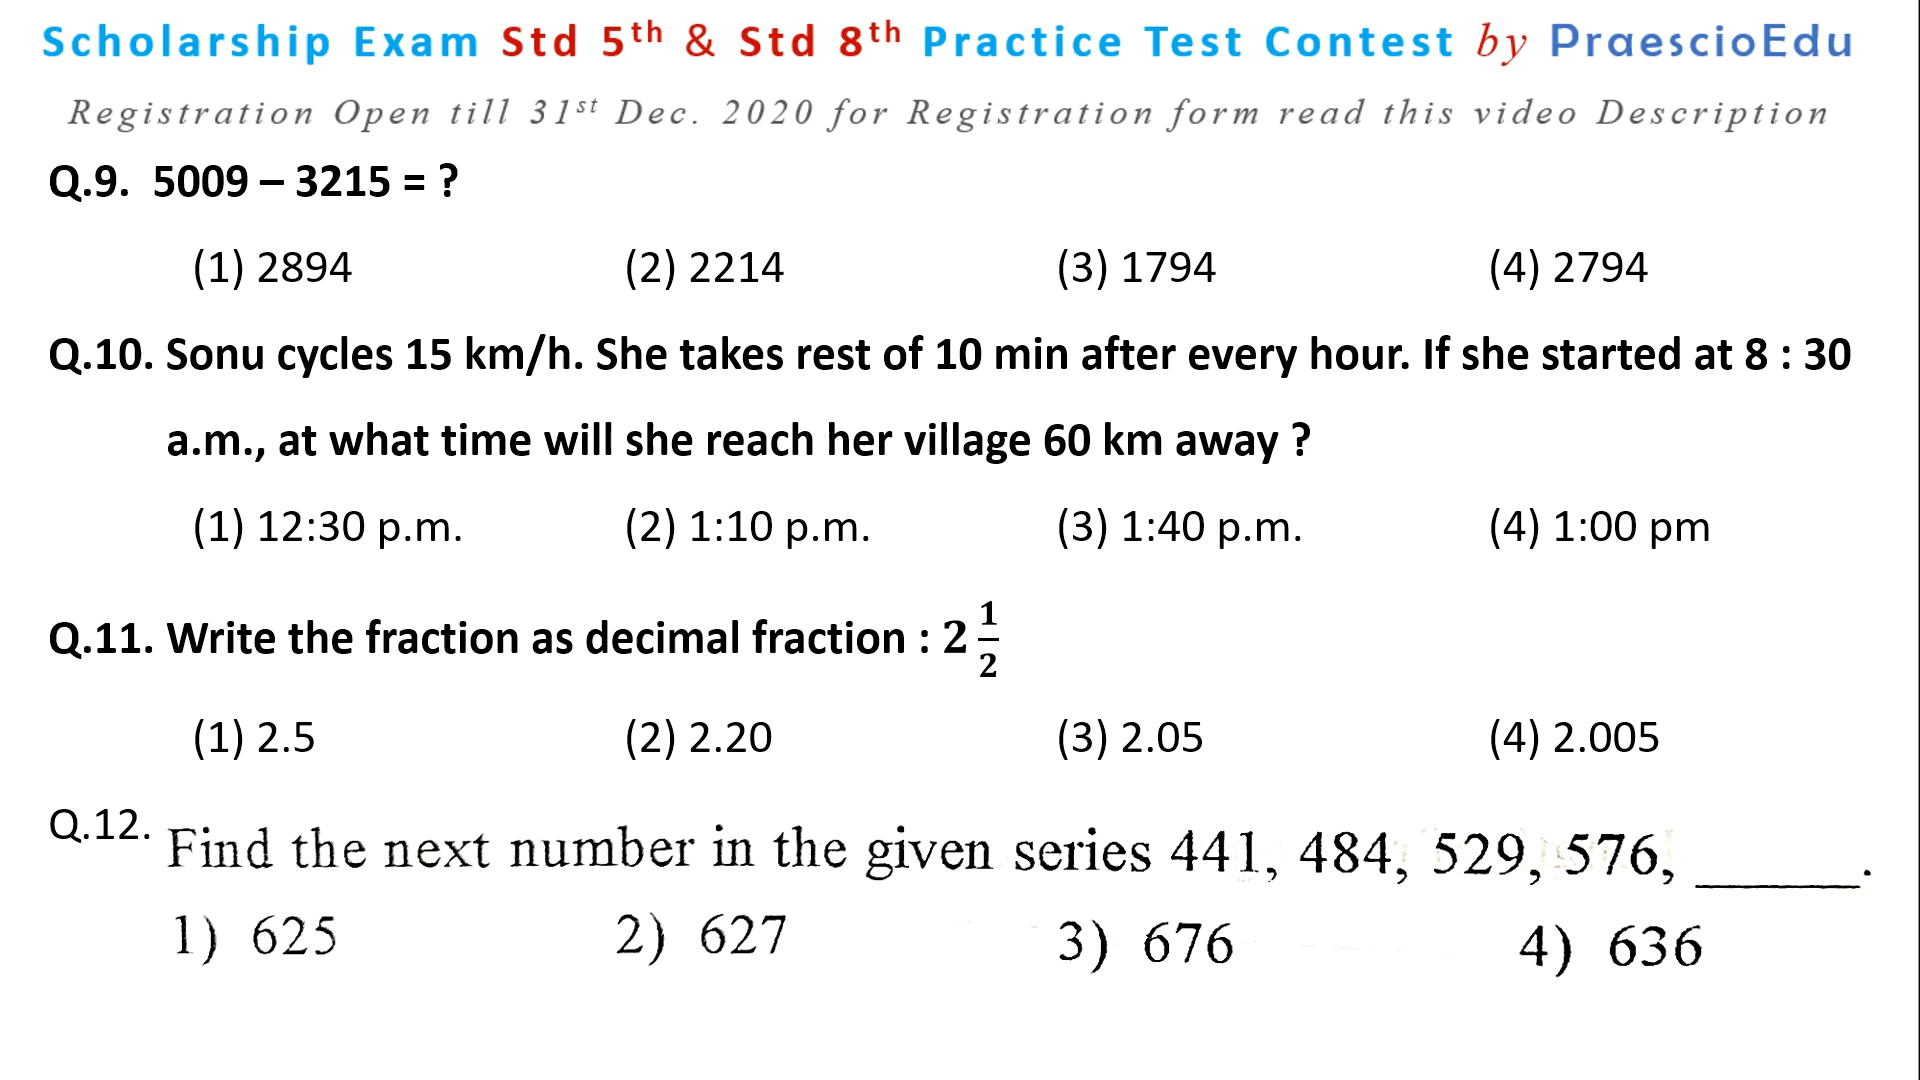 Scholarship Exam Std 5th & Std 8th Practice Test Contest by PraescioEdu
Registration Open till 31st Dec. 2020 for Registration form read this video Description
Q.9. 5009 – 3215 = ?
(1) 2894 (2) 2214 (3) 1794 (4) 2794
Q.10. Sonu cycles 15 km/h. She takes rest of 10 min after every hour. If she started at 8 : 30
a.m., at what time will she reach her village 60 km away ?
(1) 12:30 p.m. (2) 1:10 p.m. (3) 1:40 p.m. (4) 1:00 pm
Q.11. Write the fraction as decimal fraction : 2 1/2
(1) 2.5 (2) 2.20 (3) 2.05 (4) 2.005
Q.12. Find the next number in the given series 441, 484, 529, 576, ______.
1) 625 2) 627 3) 676 4) 636